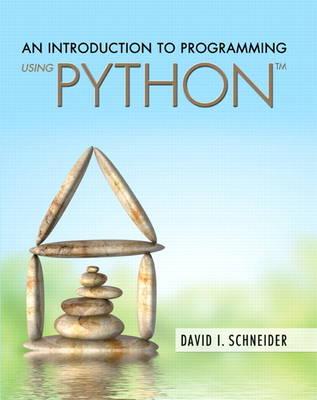 AN INTRODUCTION TO PROGRAMMING
USING PYTHON™
DAVID I. SCHNEIDER